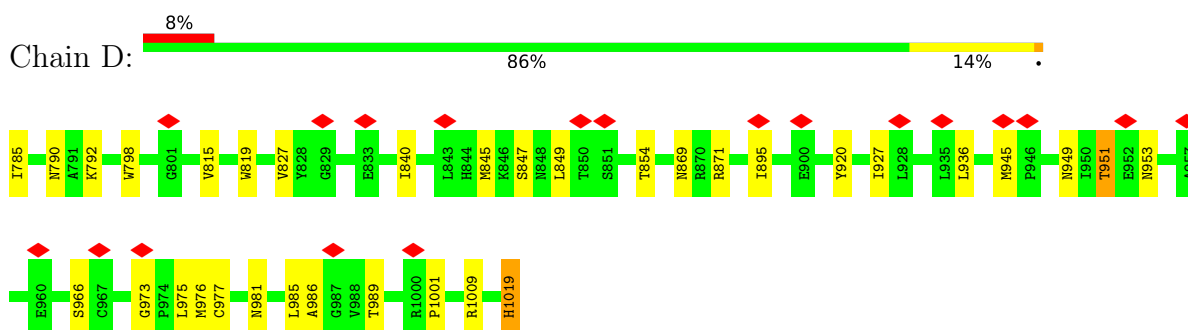 8%
Chain D:
86% 14% •
I785 N790 A791 K792 W798 G801 V815 W819 V827 Y828 G829 E833 I840 L843 H844 M845 K846 S847 N848 L849 T850 S851 T854 N869 R870 R871 I895 E900 Y920 I927 L928 L935 L936 M945 P946 N949 I950 T951 E952 N953 A957
E960 S966 C967 G973 P974 L975 M976 C977 N981 L985 A986 G987 V988 T989 R1000 P1001 R1009 H1019